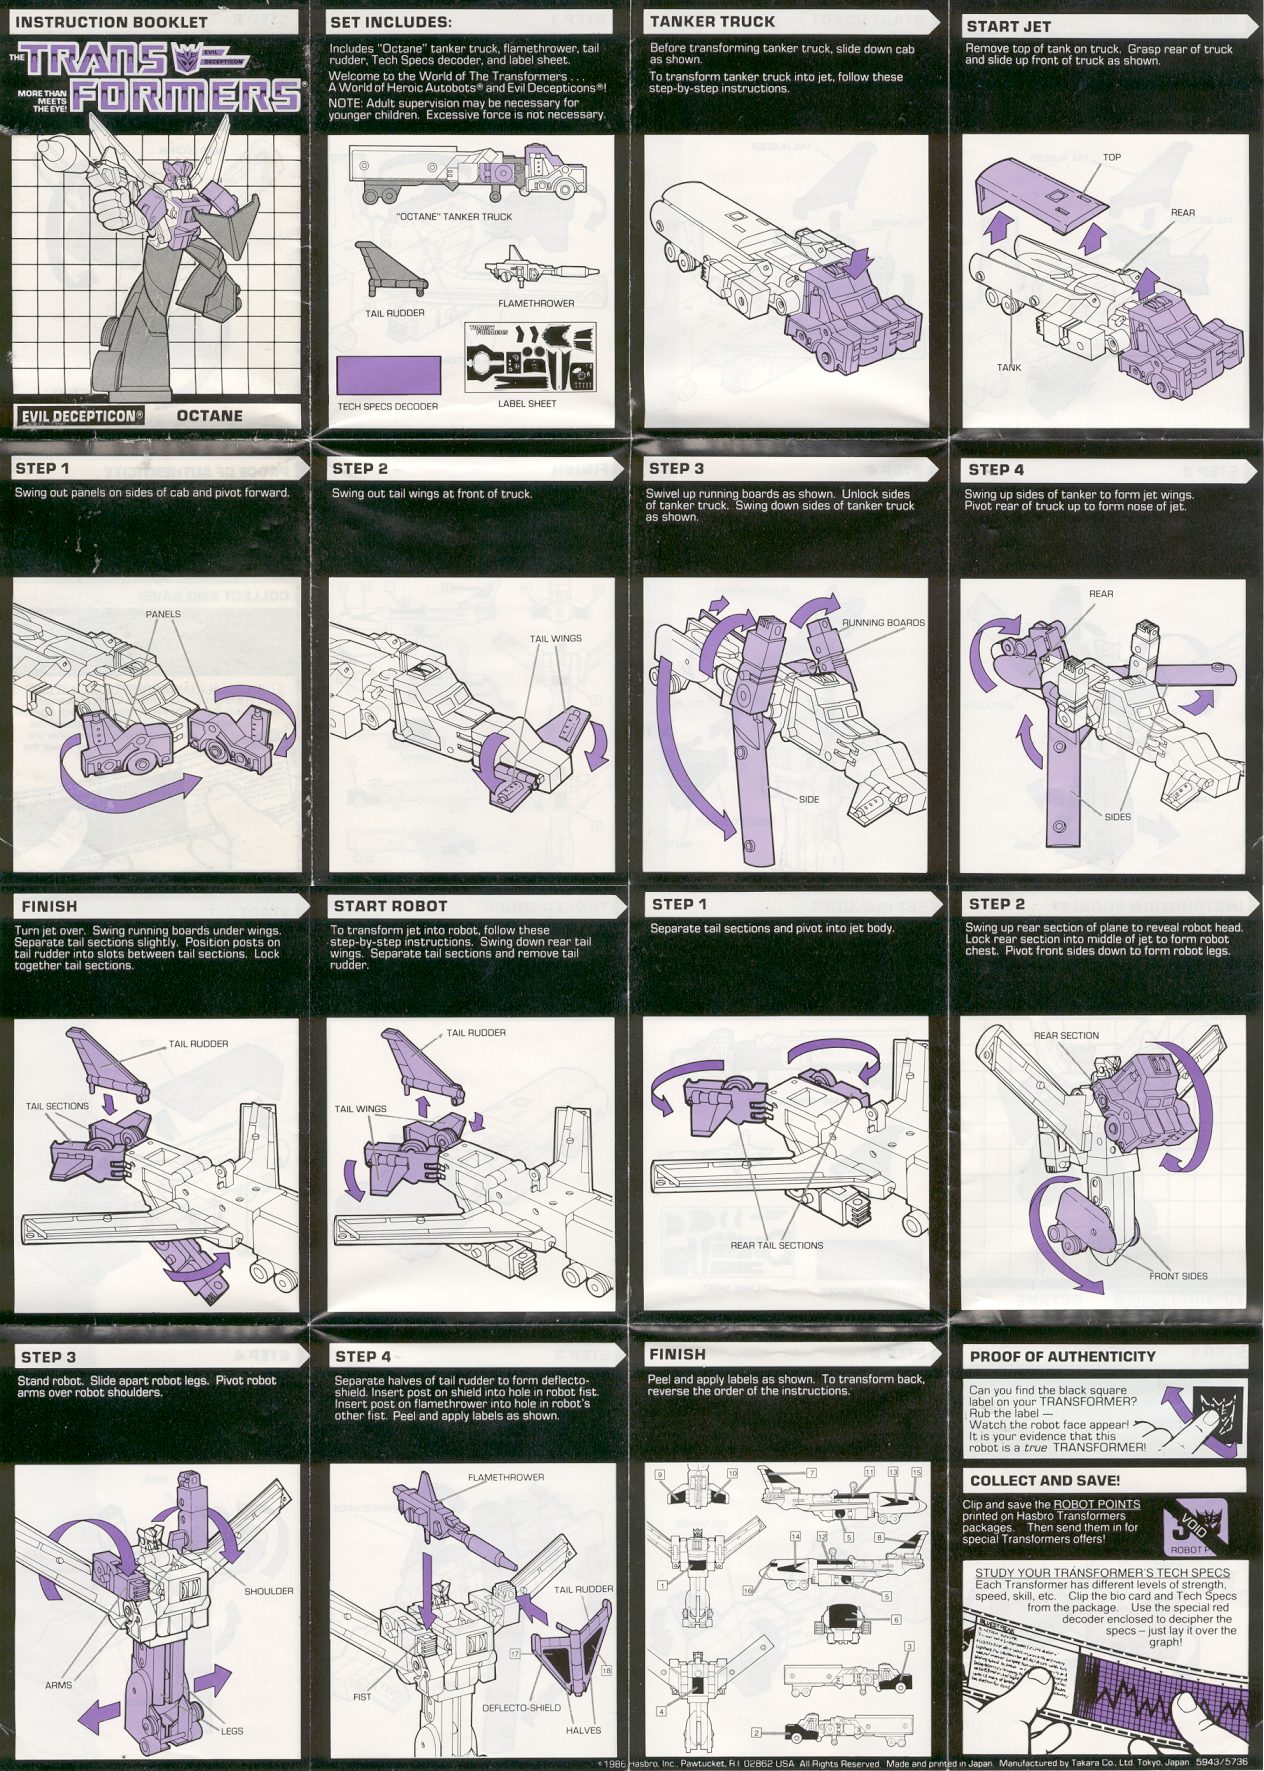 INSTRUCTION BOOKLET
THE TRANSFORMERS
EVIL DECEPTICON
MORE THAN
MEETS
THE EYE!
EVIL DECEPTICON® OCTANE
SET INCLUDES:
Includes "Octane" tanker truck, flamethrower, tail
rudder, Tech Specs decoder, and label sheet.
Welcome to the World of The Transformers . . .
A World of Heroic Autobots® and Evil Decepticons®!
NOTE: Adult supervision may be necessary for
younger children. Excessive force is not necessary.
"OCTANE" TANKER TRUCK
TAIL RUDDER
FLAMETHROWER
TRANSFORMERS
TECH SPECS DECODER
LABEL SHEET
TANKER TRUCK
Before transforming tanker truck, slide down cab
as shown.
To transform tanker truck into jet, follow these
step-by-step instructions.
START JET
Remove top of tank on truck. Grasp rear of truck
and slide up front of truck as shown.
TOP
REAR
TANK
STEP 1
Swing out panels on sides of cab and pivot forward.
PANELS
STEP 2
Swing out tail wings at front of truck.
TAIL WINGS
STEP 3
Swivel up running boards as shown. Unlock sides
of tanker truck. Swing down sides of tanker truck
as shown.
RUNNING BOARDS
SIDE
STEP 4
Swing up sides of tanker to form jet wings.
Pivot rear of truck up to form nose of jet.
REAR
SIDES
FINISH
Turn jet over. Swing running boards under wings.
Separate tail sections slightly. Position posts on
tail rudder into slots between tail sections. Lock
together tail sections.
TAIL RUDDER
TAIL SECTIONS
START ROBOT
To transform jet into robot, follow these
step-by-step instructions. Swing down rear tail
wings. Separate tail sections and remove tail
rudder.
TAIL RUDDER
TAIL WINGS
STEP 1
Separate tail sections and pivot into jet body.
REAR TAIL SECTIONS
STEP 2
Swing up rear section of plane to reveal robot head.
Lock rear section into middle of jet to form robot
chest. Pivot front sides down to form robot legs.
REAR SECTION
FRONT SIDES
STEP 3
Stand robot. Slide apart robot legs. Pivot robot
arms over robot shoulders.
SHOULDER
ARMS
LEGS
STEP 4
Separate halves of tail rudder to form deflecto-
shield. Insert post on shield into hole in robot fist.
Insert post on flamethrower into hole in robot's
other fist. Peel and apply labels as shown.
FLAMETHROWER
TAIL RUDDER
17
18
FIST
DEFLECTO-SHIELD
HALVES
FINISH
Peel and apply labels as shown. To transform back,
reverse the order of the instructions.
9 10 7 11 13 15
14 12 5 8
1 16 5
6
3
4
2
PROOF OF AUTHENTICITY
Can you find the black square
label on your TRANSFORMER?
Rub the label —
Watch the robot face appear!
It is your evidence that this
robot is a true TRANSFORMER!
COLLECT AND SAVE!
Clip and save the ROBOT POINTS
printed on Hasbro Transformers
packages. Then send them in for
special Transformers offers!
VOID
ROBOT P
STUDY YOUR TRANSFORMER'S TECH SPECS
Each Transformer has different levels of strength,
speed, skill, etc. Clip the bio card and Tech Specs
from the package. Use the special red
decoder enclosed to decipher the
specs – just lay it over the
graph!
BLUESTREAK
© 1986 Hasbro, Inc., Pawtucket, R.I. 02862 USA. All Rights Reserved. Made and printed in Japan. Manufactured by Takara Co., Ltd. Tokyo, Japan 5943/5736